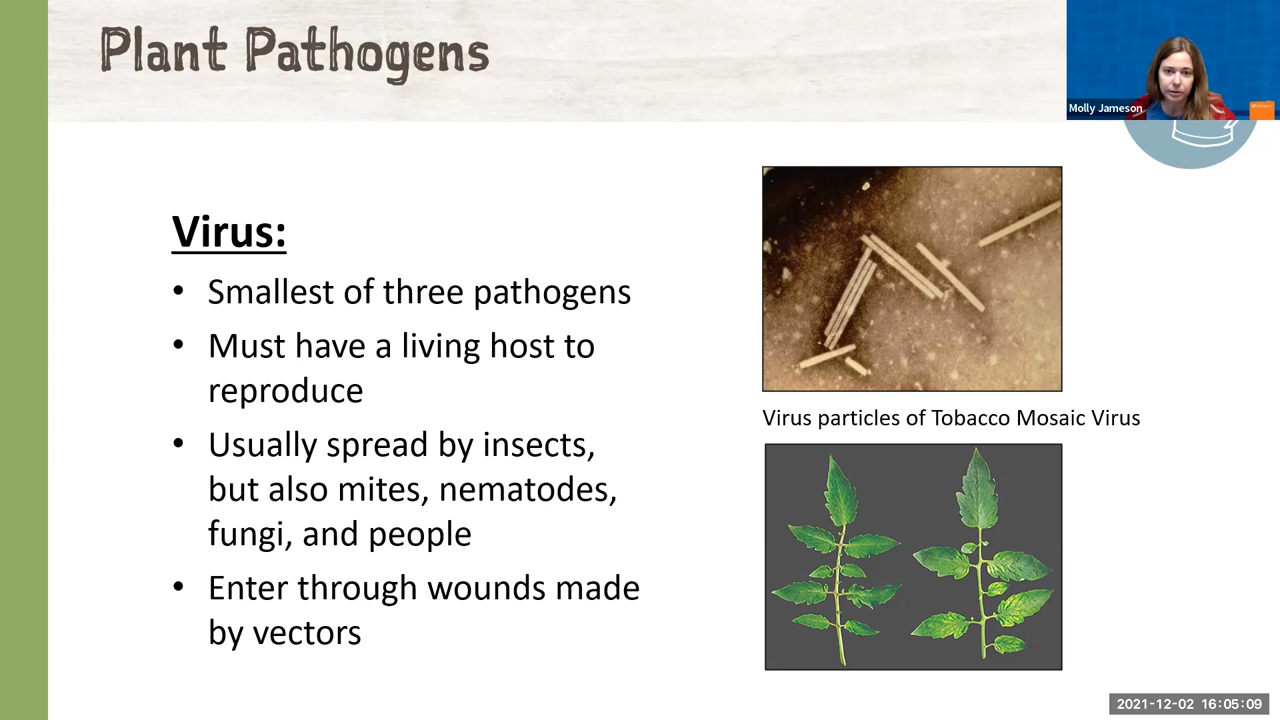 Plant Pathogens
Molly Jameson
Virus:
• Smallest of three pathogens
• Must have a living host to
reproduce
• Usually spread by insects,
but also mites, nematodes,
fungi, and people
• Enter through wounds made
by vectors
Virus particles of Tobacco Mosaic Virus
2021-12-02 16:05:09